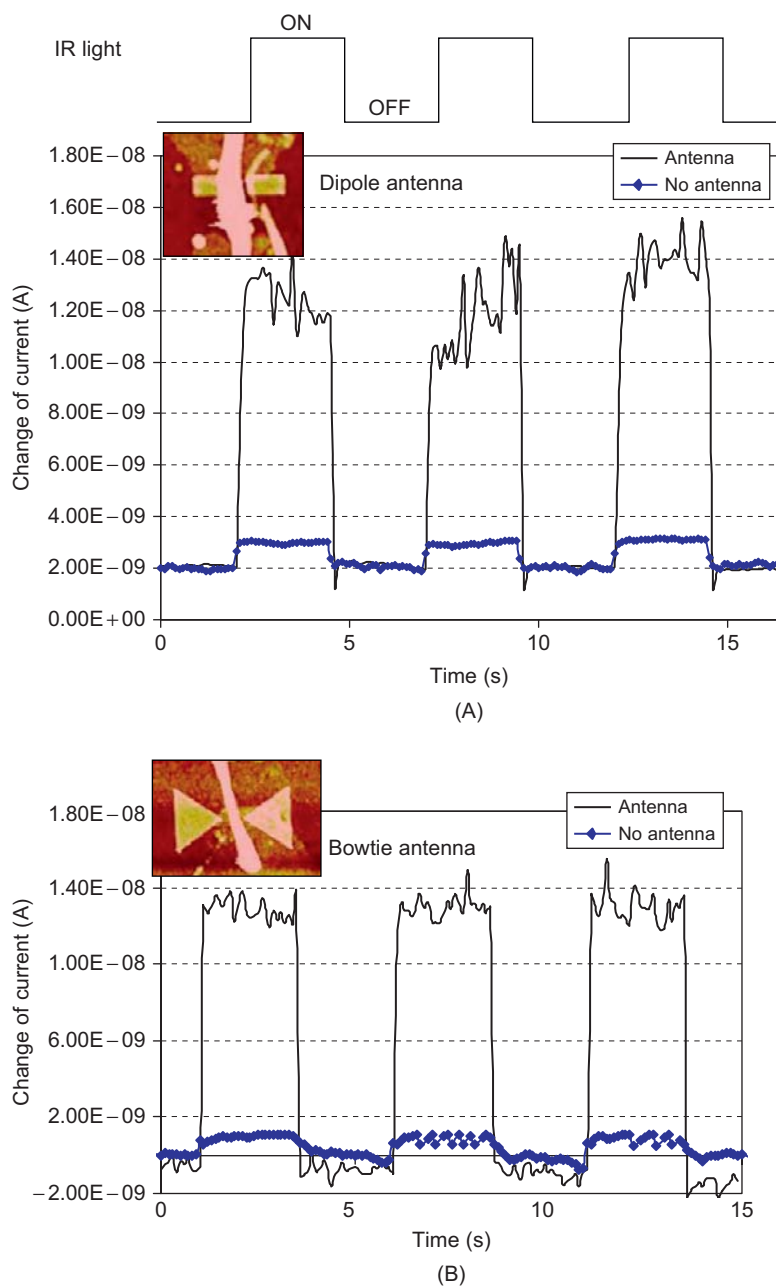 IR light
ON
OFF
Dipole antenna
Antenna
No antenna
Change of current (A)
1.80E−08
1.60E−08
1.40E−08
1.20E−08
1.00E−08
8.00E−09
6.00E−09
4.00E−09
2.00E−09
0.00E+00
0 5 10 15
Time (s)
(A)
Bowtie antenna
Antenna
No antenna
Change of current (A)
1.80E−08
1.40E−08
1.00E−08
6.00E−09
2.00E−09
−2.00E−09
0 5 10 15
Time (s)
(B)